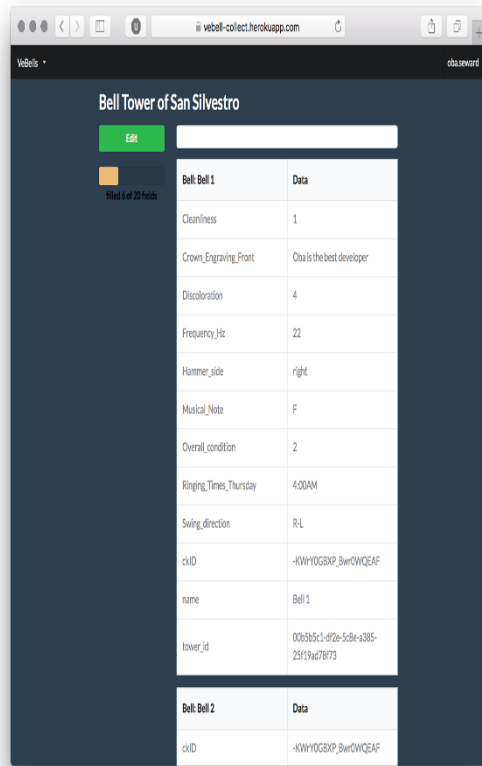 vebell-collect.herokuapp.com
VeBells
oba.seward
Bell Tower of San Silvestro
Edit
filled 6 of 20 fields
Bell: Bell 1 Data
Cleanliness 1
Crown_Engraving_Front Oba is the best developer
Discoloration 4
Frequency_Hz 22
Hammer_side right
Musical_Note F
Overall_condition 2
Ringing_Times_Thursday 4:00AM
Swing_direction R-L
ckID -KWrY0GBXP_Bwr0WQEAF
name Bell 1
tower_id 00b5b5c1-df2e-5c8e-a385-
25f19ad78f73
Bell: Bell 2 Data
ckID -KWrY0GBXP_Bwr0WQEAF